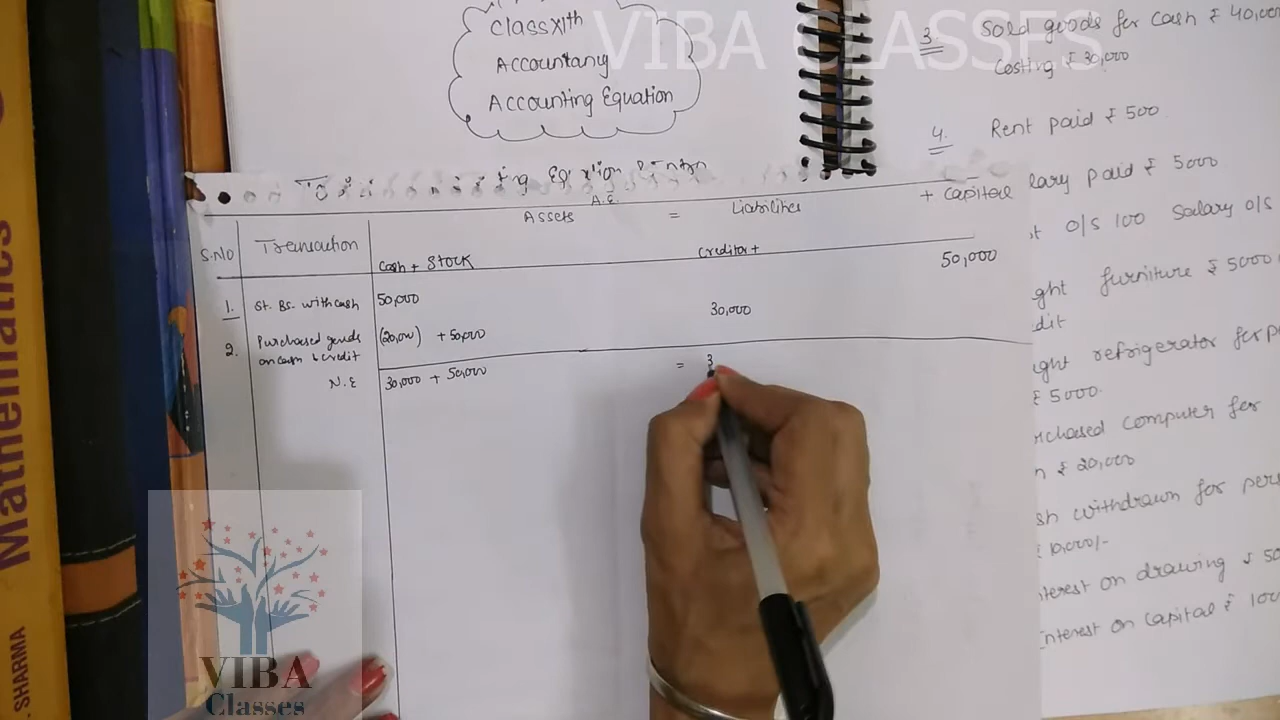 VIBA CLASSES
Class XIth
Accountany
Accounting Equation
3. Sold goods for cash ₹ 40,000
Costing ₹ 30,000
4. Rent paid ₹ 500
lary paid ₹ 5000
O/S 100 Salary O/S
ght furniture ₹ 5000
dit
ght refrigerator for
₹ 5000.
rchased computer for
n ₹ 20,000
sh withdrawn for pers
₹ 10,000/-
nterest on drawing
Interest on capital ₹ 100
A.E.
Assets = Liabilities + Capital
S.NO Transaction Cash + Stock Creditor +
1. St. Bs. with cash 50,000 50,000
2. Purchased goods on cash & credit (20,000) + 50,000 30,000
N.E 30,000 + 50,000 = 3
Mathematics
. SHARMA
VIBA
Classes